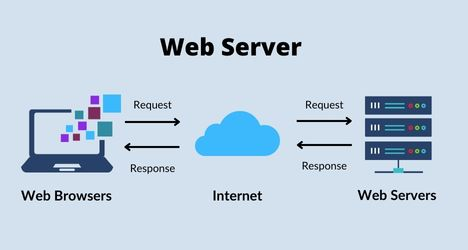 Web Server
Request
Request
Response
Response
Web Browsers
Internet
Web Servers